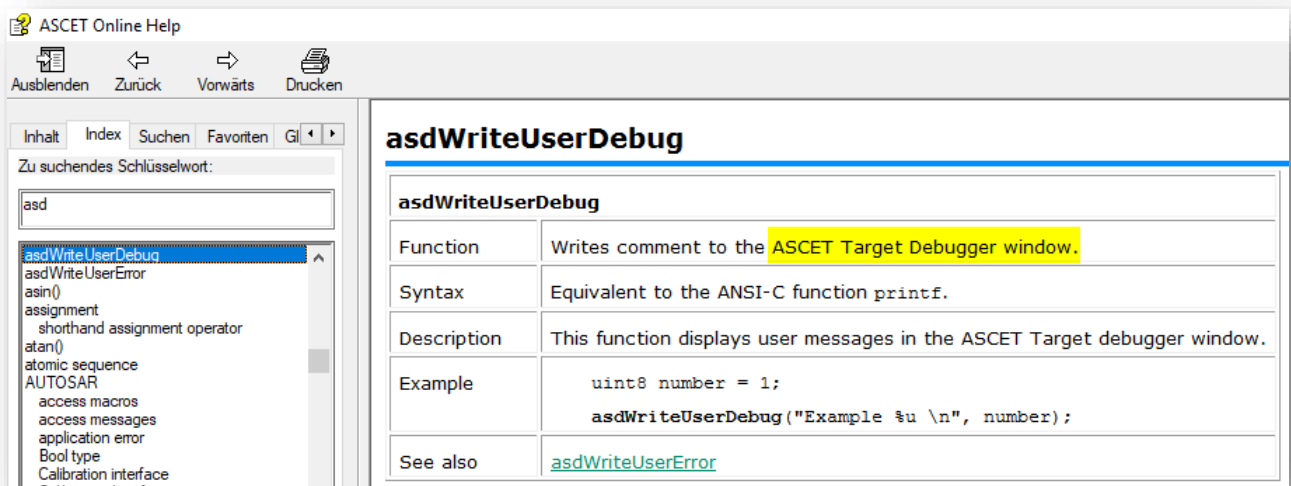 ASCET Online Help
Ausblenden Zurück Vorwärts Drucken
Inhalt Index Suchen Favoriten Gl
Zu suchendes Schlüsselwort:
asd
asdWriteUserDebug
asdWriteUserError
asin()
assignment
shorthand assignment operator
atan()
atomic sequence
AUTOSAR
access macros
access messages
application error
Bool type
Calibration interface
asdWriteUserDebug
asdWriteUserDebug
Function Writes comment to the ASCET Target Debugger window.
Syntax Equivalent to the ANSI-C function printf.
Description This function displays user messages in the ASCET Target debugger window.
Example uint8 number = 1;
asdWriteUserDebug("Example %u \n", number);
See also asdWriteUserError